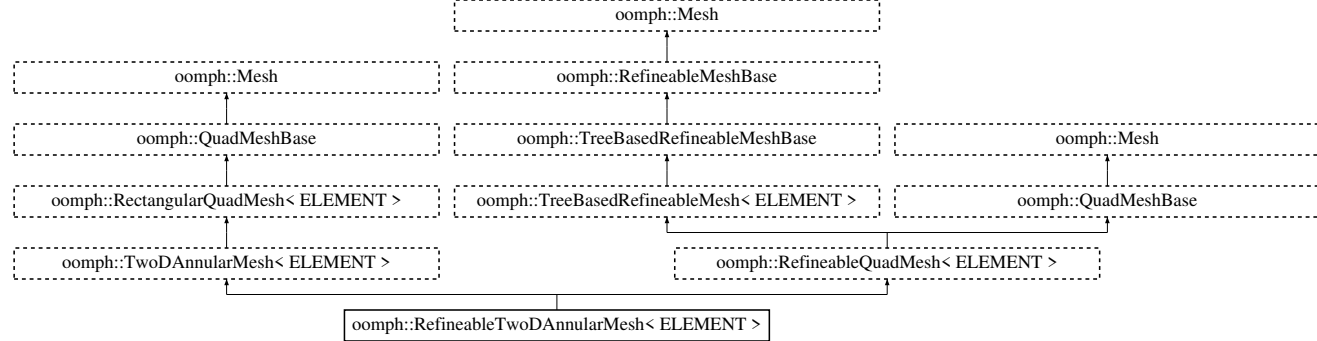 oomph::Mesh
oomph::Mesh
oomph::RefineableMeshBase
oomph::QuadMeshBase
oomph::TreeBasedRefineableMeshBase
oomph::Mesh
oomph::RectangularQuadMesh< ELEMENT >
oomph::TreeBasedRefineableMesh< ELEMENT >
oomph::QuadMeshBase
oomph::TwoDAnnularMesh< ELEMENT >
oomph::RefineableQuadMesh< ELEMENT >
oomph::RefineableTwoDAnnularMesh< ELEMENT >